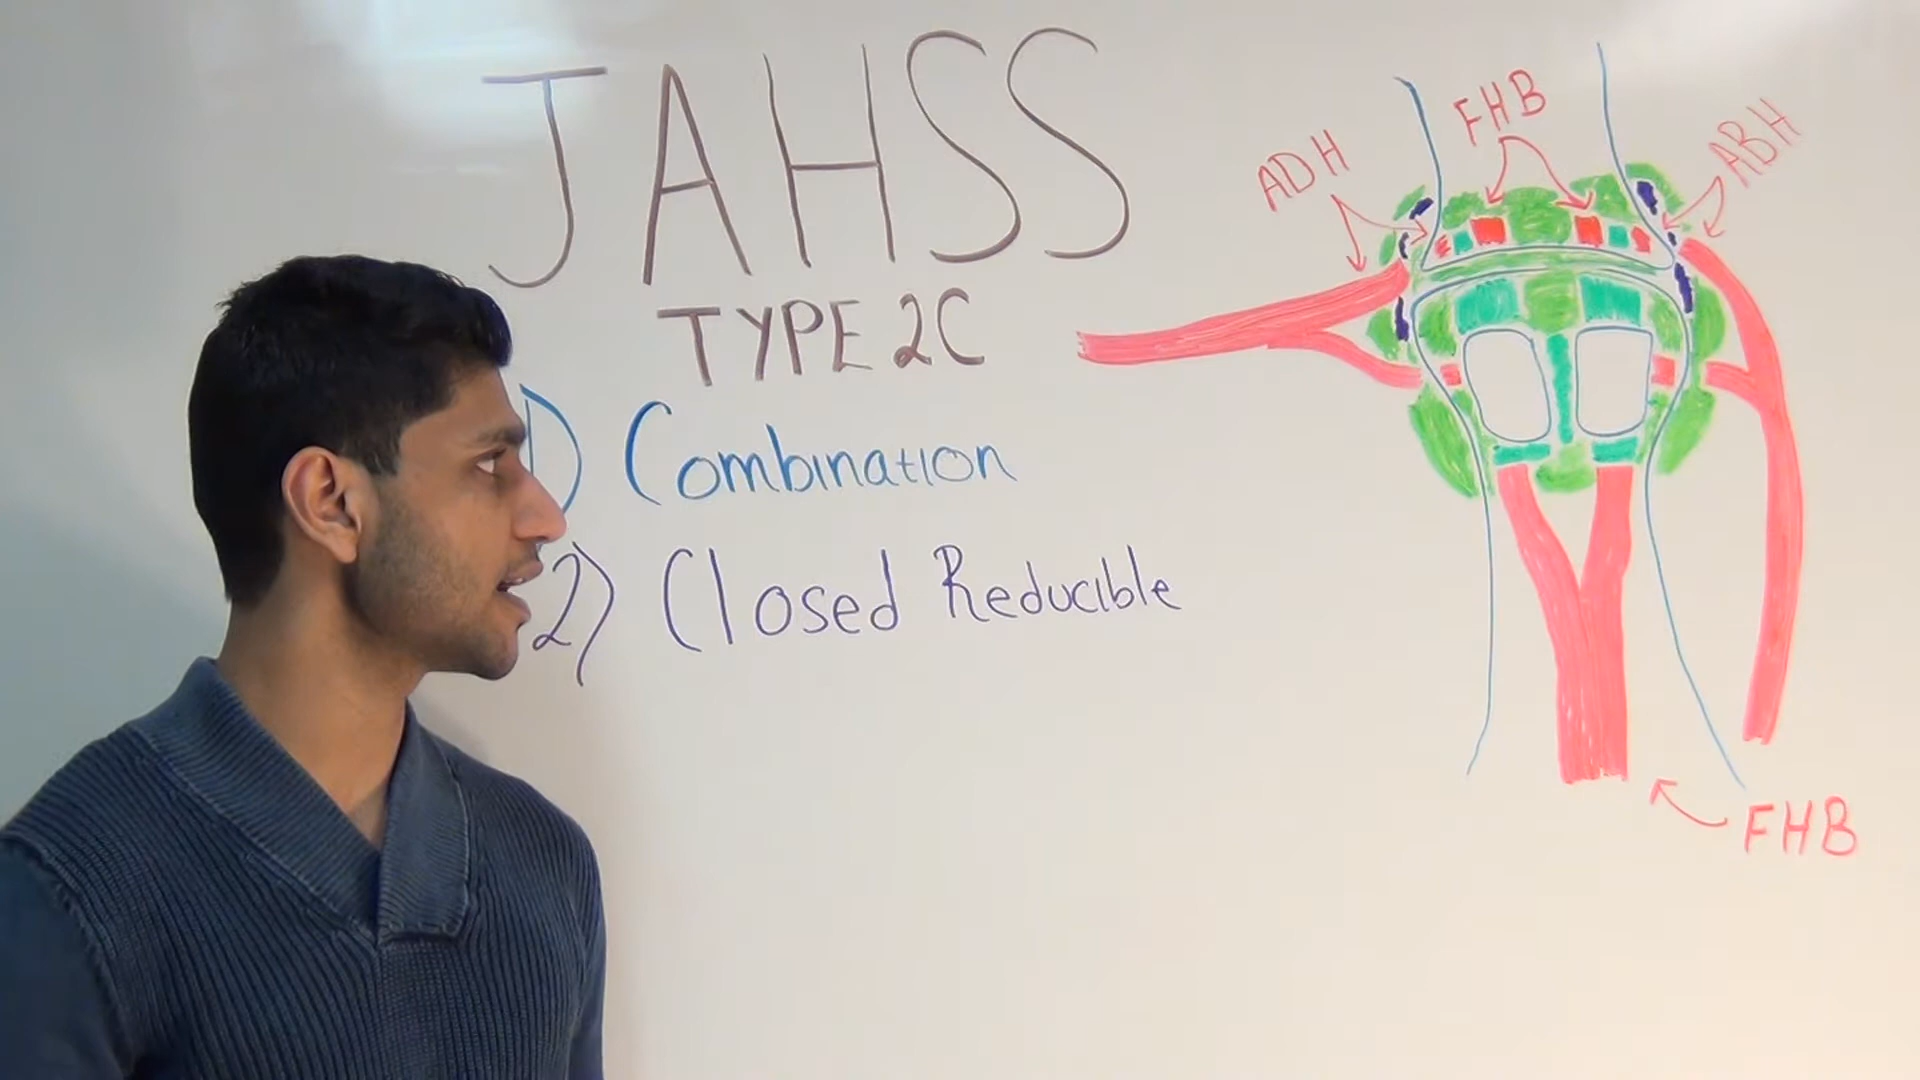 JAHSS
TYPE 2C
1) Combination
2) Closed Reducible
ADH
FHB
ABH
FHB